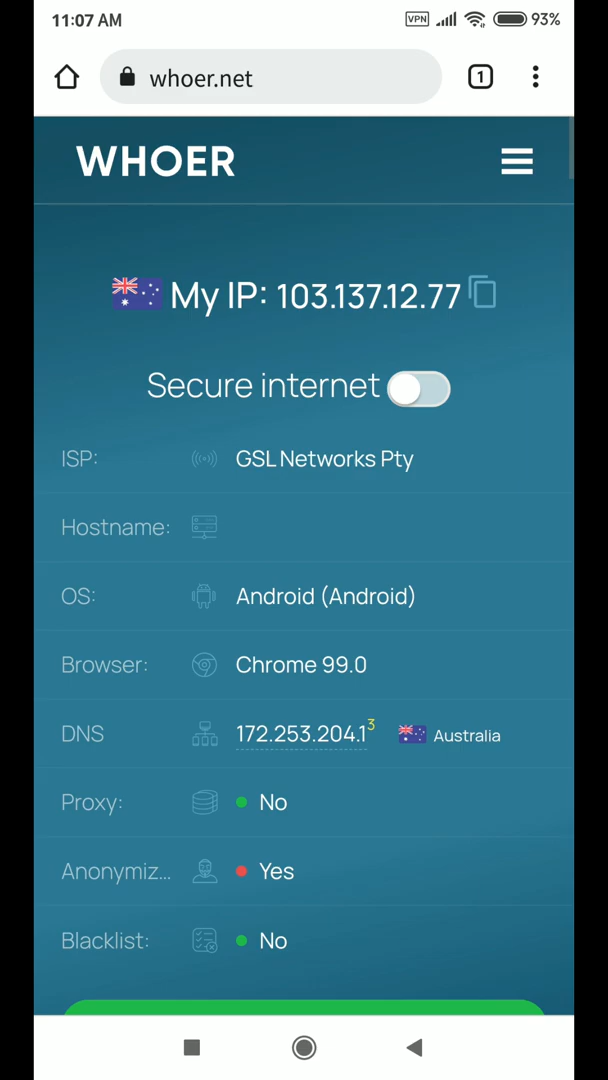 11:07 AM VPN 93%
whoer.net 1
WHOER
My IP: 103.137.12.77
Secure internet
ISP: GSL Networks Pty
Hostname:
OS: Android (Android)
Browser: Chrome 99.0
DNS 172.253.204.1 3 Australia
Proxy: No
Anonymiz... Yes
Blacklist: No